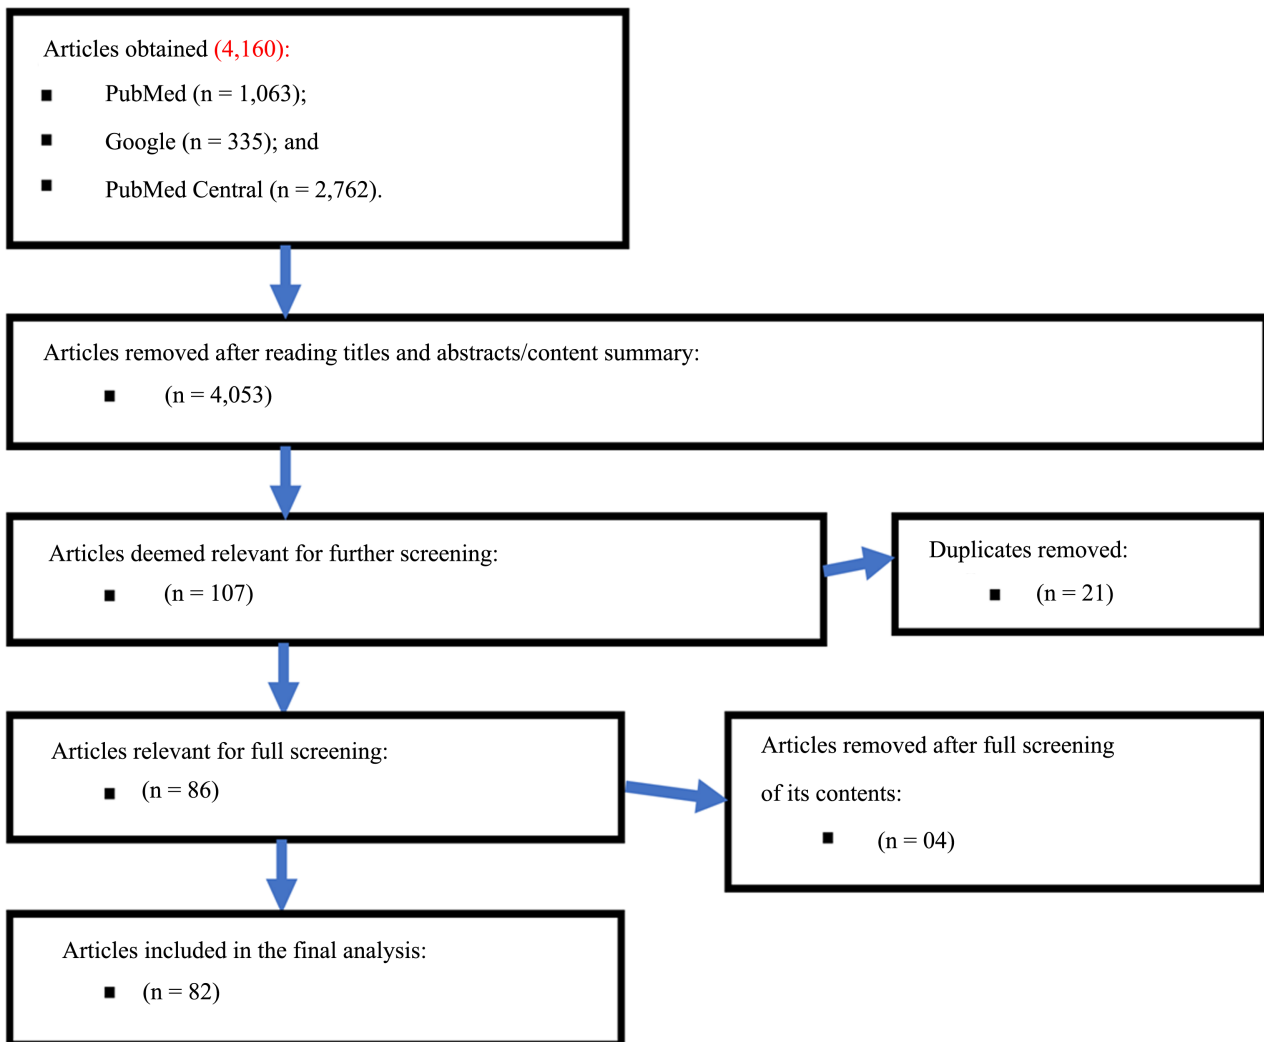 Articles obtained (4,160):
▪ PubMed (n = 1,063);
▪ Google (n = 335); and
▪ PubMed Central (n = 2,762).
Articles removed after reading titles and abstracts/content summary:
▪ (n = 4,053)
Articles deemed relevant for further screening:
▪ (n = 107)
Duplicates removed:
▪ (n = 21)
Articles relevant for full screening:
▪ (n = 86)
Articles removed after full screening
of its contents:
▪ (n = 04)
Articles included in the final analysis:
▪ (n = 82)